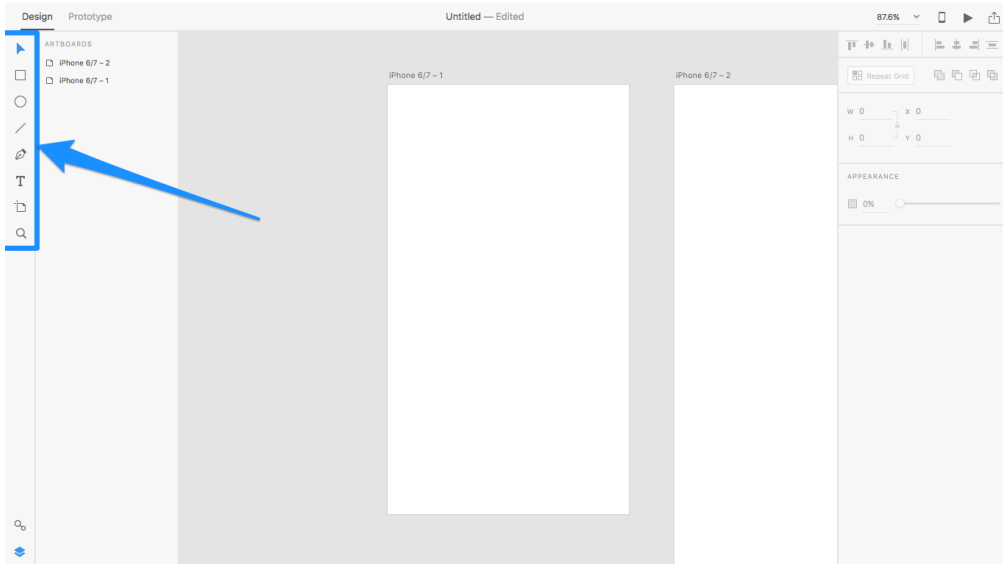 Design Prototype Untitled — Edited 87.6%
ARTBOARDS
iPhone 6/7 – 2
iPhone 6/7 – 1
iPhone 6/7 – 1 iPhone 6/7 – 2
T
Repeat Grid
W 0 X 0
H 0 Y 0
APPEARANCE
0%